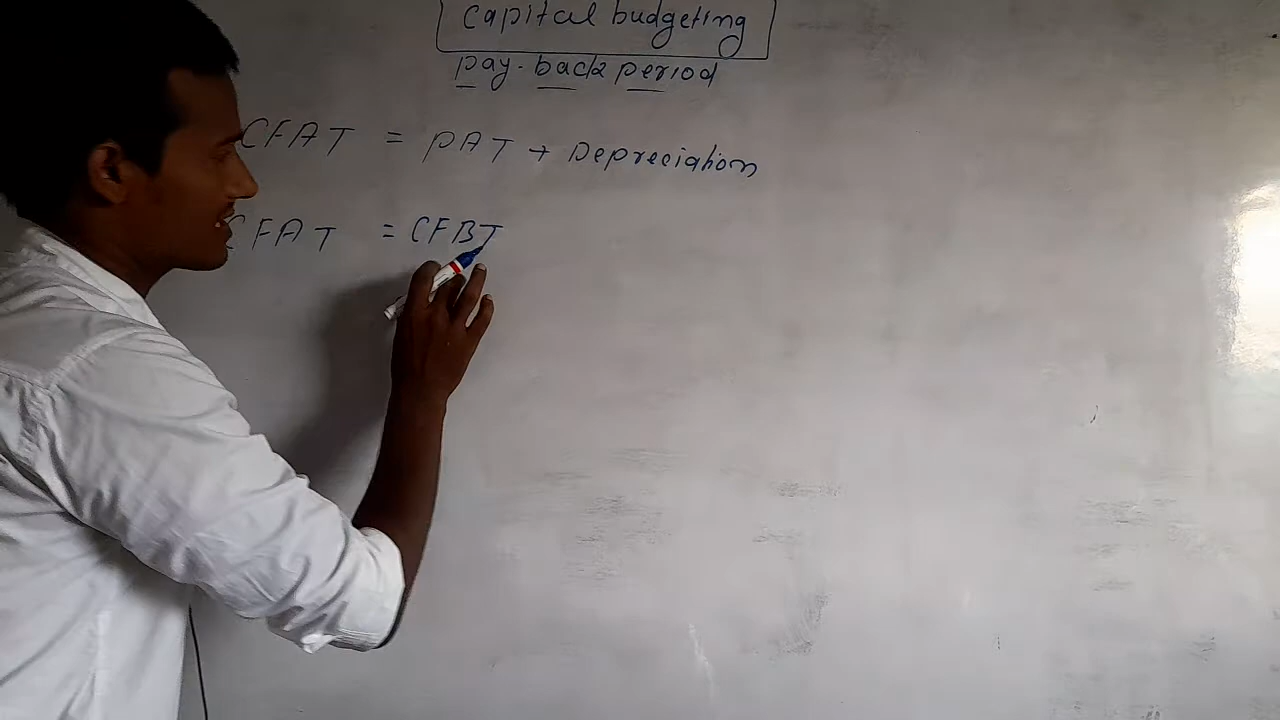 Capital budgeting
pay-back period
CFAT = PAT + Depreciation
CFAT = CFBT